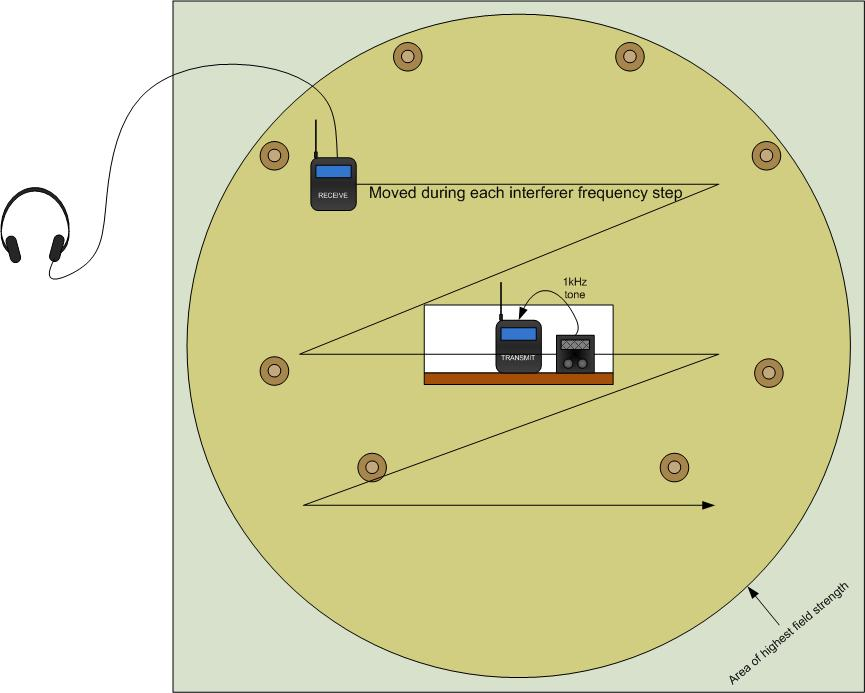 RECEIVE
Moved during each interferer frequency step
1kHz
tone
TRANSMIT
Area of highest field strength